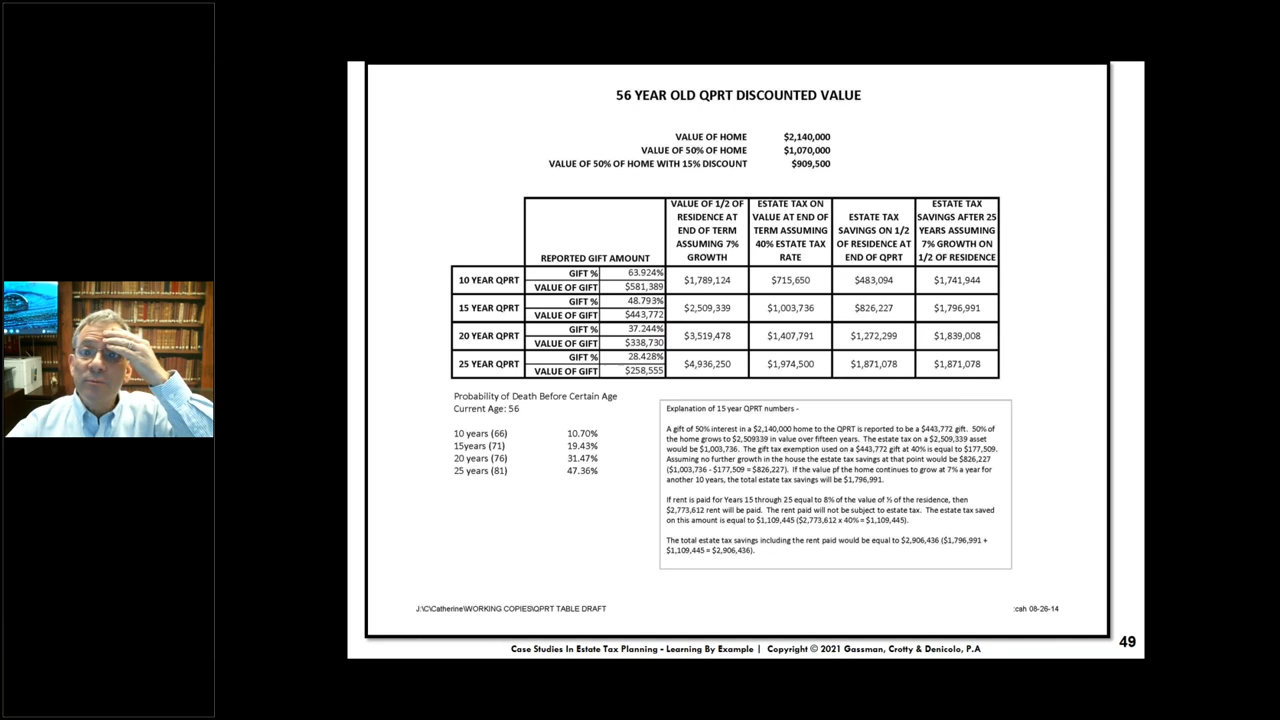 56 YEAR OLD QPRT DISCOUNTED VALUE
VALUE OF HOME $2,140,000
VALUE OF 50% OF HOME $1,070,000
VALUE OF 50% OF HOME WITH 15% DISCOUNT $909,500
REPORTED GIFT AMOUNT
VALUE OF 1/2 OF
RESIDENCE AT
END OF TERM
ASSUMING 7%
GROWTH
ESTATE TAX ON
VALUE AT END OF
TERM ASSUMING
40% ESTATE TAX
RATE
ESTATE TAX
SAVINGS ON 1/2
OF RESIDENCE AT
END OF QPRT
ESTATE TAX
SAVINGS AFTER 25
YEARS ASSUMING
7% GROWTH ON
1/2 OF RESIDENCE
10 YEAR QPRT
GIFT % 63.924%
VALUE OF GIFT $581,389
$1,789,124 $715,650 $483,094 $1,741,944
15 YEAR QPRT
GIFT % 48.793%
VALUE OF GIFT $443,772
$2,509,339 $1,003,736 $826,227 $1,796,991
20 YEAR QPRT
GIFT % 37.244%
VALUE OF GIFT $338,730
$3,519,478 $1,407,791 $1,272,299 $1,839,008
25 YEAR QPRT
GIFT % 28.428%
VALUE OF GIFT $258,555
$4,936,250 $1,974,500 $1,871,078 $1,871,078
Probability of Death Before Certain Age
Current Age: 56
10 years (66) 10.70%
15years (71) 19.43%
20 years (76) 31.47%
25 years (81) 47.36%
Explanation of 15 year QPRT numbers -
A gift of 50% interest in a $2,140,000 home to the QPRT is reported to be a $443,772 gift. 50% of
the home grows to $2,509339 in value over fifteen years. The estate tax on a $2,509,339 asset
would be $1,003,736. The gift tax exemption used on a $443,772 gift at 40% is equal to $177,509.
Assuming no further growth in the house the estate tax savings at that point would be $826,227
($1,003,736 - $177,509 = $826,227). If the value pf the home continues to grow at 7% a year for
another 10 years, the total estate tax savings will be $1,796,991.
If rent is paid for Years 15 through 25 equal to 8% of the value of ½ of the residence, then
$2,773,612 rent will be paid. The rent paid will not be subject to estate tax. The estate tax saved
on this amount is equal to $1,109,445 ($2,773,612 x 40% = $1,109,445).
The total estate tax savings including the rent paid would be equal to $2,906,436 ($1,796,991 +
$1,109,445 = $2,906,436).
J:\C\Catherine\WORKING COPIES\QPRT TABLE DRAFT
:cah 08-26-14
Case Studies In Estate Tax Planning - Learning By Example | Copyright © 2021 Gassman, Crotty & Denicolo, P.A
49